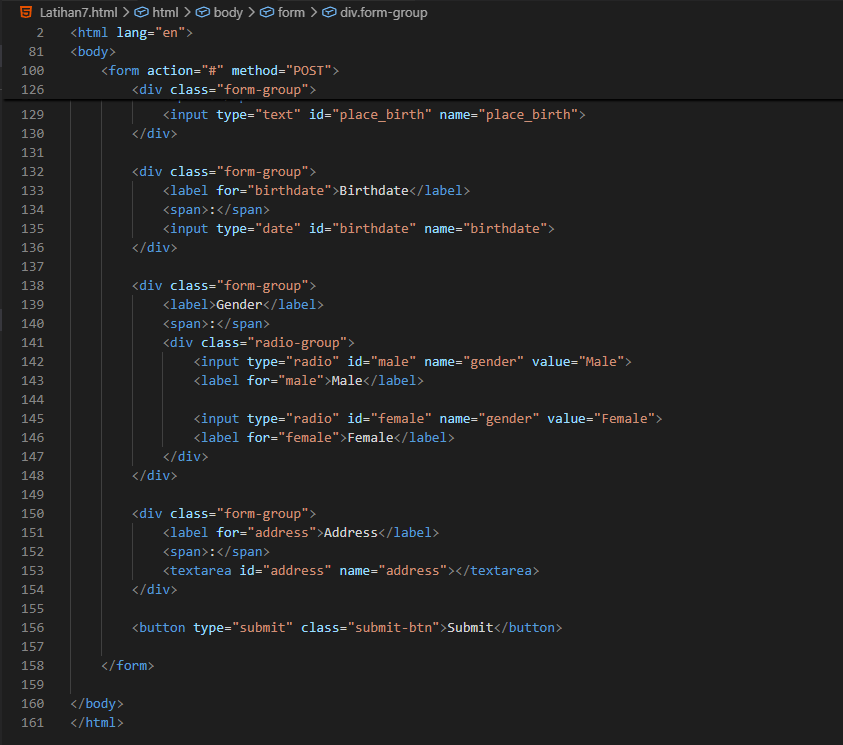 Latihan7.html > html > body > form > div.form-group
2 <html lang="en">
81 <body>
100 <form action="#" method="POST">
126 <div class="form-group">
129 <input type="text" id="place_birth" name="place_birth">
130 </div>
131
132 <div class="form-group">
133 <label for="birthdate">Birthdate</label>
134 <span>:</span>
135 <input type="date" id="birthdate" name="birthdate">
136 </div>
137
138 <div class="form-group">
139 <label>Gender</label>
140 <span>:</span>
141 <div class="radio-group">
142 <input type="radio" id="male" name="gender" value="Male">
143 <label for="male">Male</label>
144
145 <input type="radio" id="female" name="gender" value="Female">
146 <label for="female">Female</label>
147 </div>
148 </div>
149
150 <div class="form-group">
151 <label for="address">Address</label>
152 <span>:</span>
153 <textarea id="address" name="address"></textarea>
154 </div>
155
156 <button type="submit" class="submit-btn">Submit</button>
157
158 </form>
159
160 </body>
161 </html>